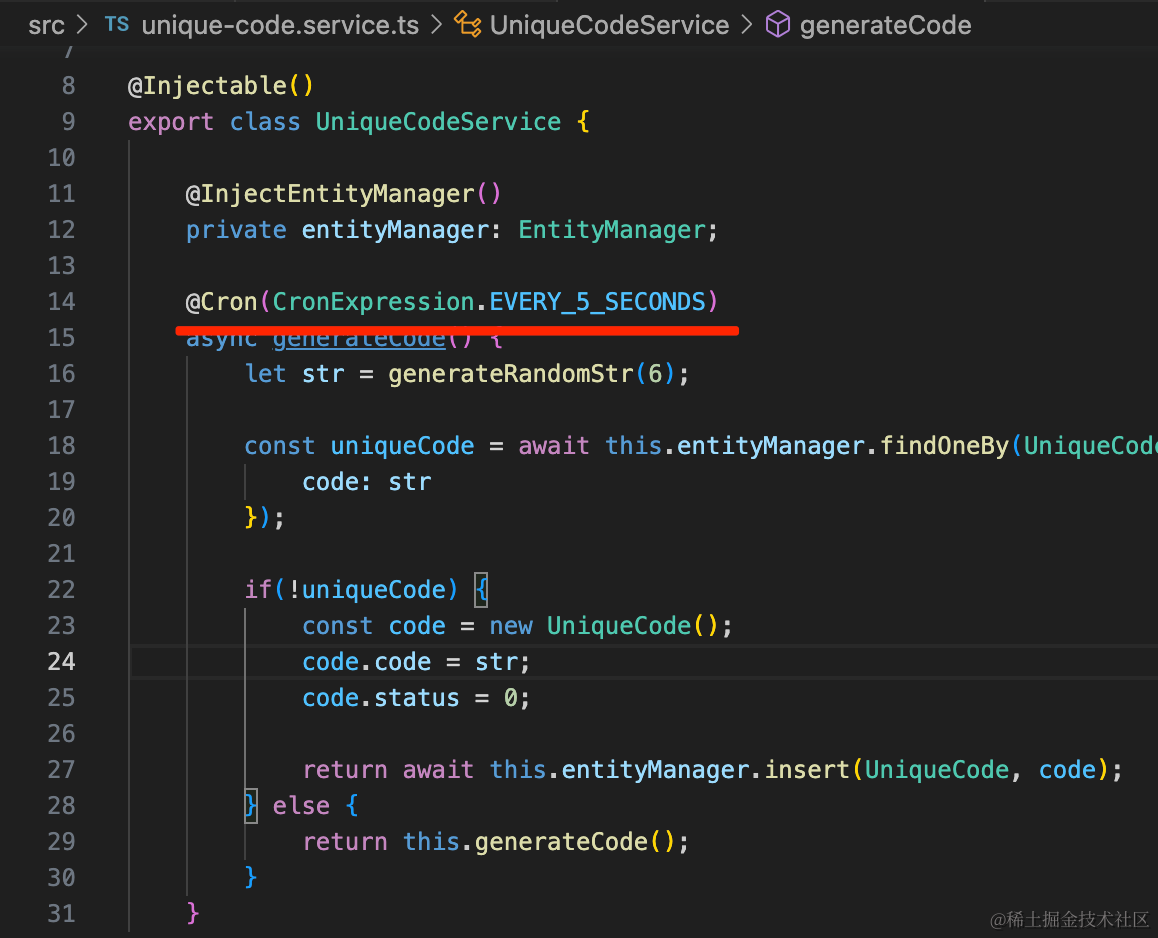 src > TS unique-code.service.ts > UniqueCodeService > generateCode
7
8 @Injectable()
9 export class UniqueCodeService {
10
11 @InjectEntityManager()
12 private entityManager: EntityManager;
13
14 @Cron(CronExpression.EVERY_5_SECONDS)
15 async generateCode() {
16 let str = generateRandomStr(6);
17
18 const uniqueCode = await this.entityManager.findOneBy(UniqueCode
19 code: str
20 });
21
22 if(!uniqueCode) {
23 const code = new UniqueCode();
24 code.code = str;
25 code.status = 0;
26
27 return await this.entityManager.insert(UniqueCode, code);
28 } else {
29 return this.generateCode();
30 }
31 }
@稀土掘金技术社区